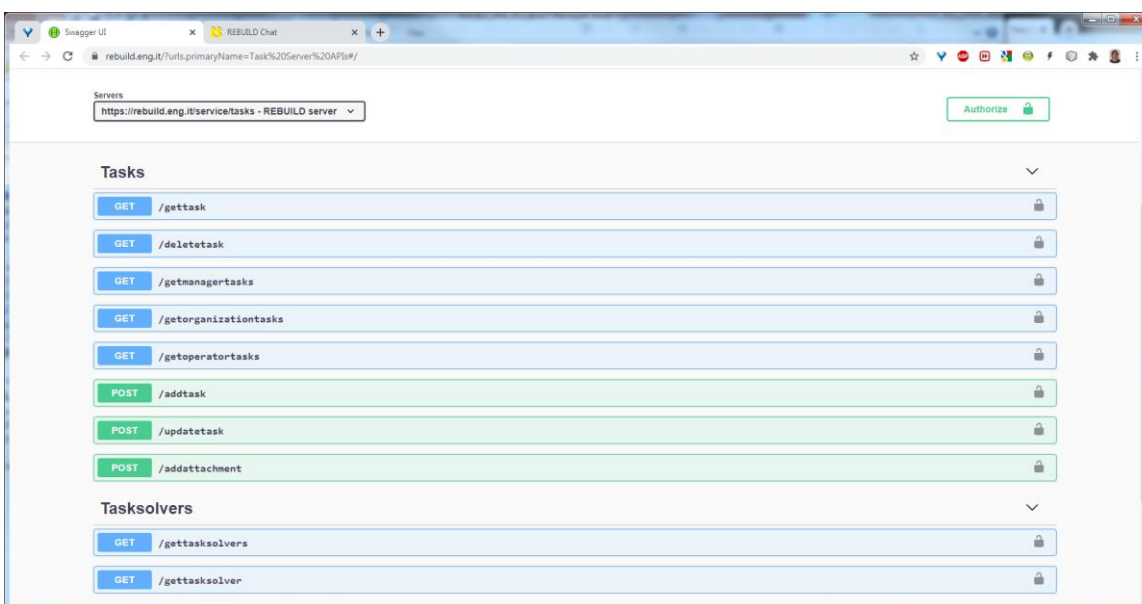 Swagger UI
REBUILD Chat
rebuild.eng.it/?urls.primaryName=Task%20Server%20APIs#/
Servers
https://rebuild.eng.it/service/tasks - REBUILD server
Authorize
Tasks
GET /gettask
GET /deletetask
GET /getmanagertasks
GET /getorganizationtasks
GET /getoperatortasks
POST /addtask
POST /updatetask
POST /addattachment
Tasksolvers
GET /gettasksolvers
GET /gettasksolver